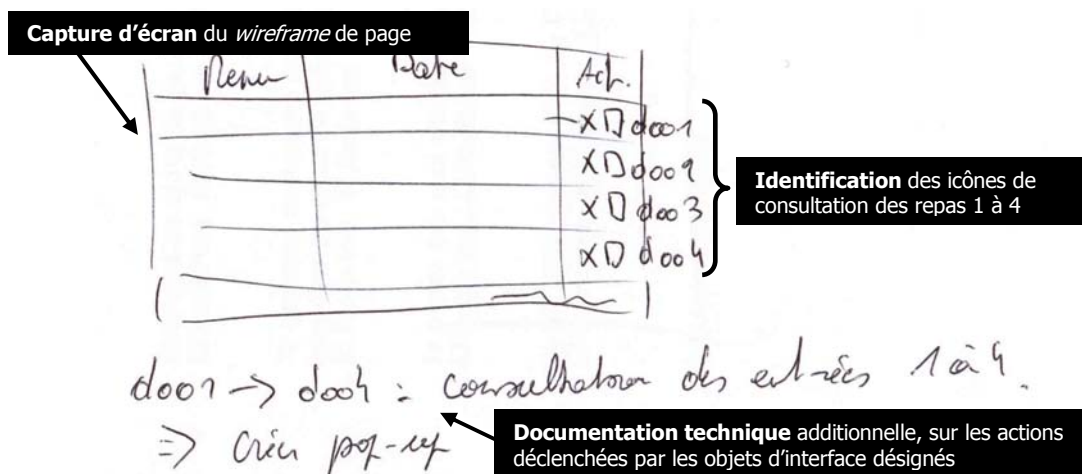 Capture d'écran du wireframe de page
Menu Date Act.
X d001
X d002
X d003
X d004
Identification des icônes de
consultation des repas 1 à 4
d001 -> d004 : consultation des entrées 1 à 4.
=> Créer pop-up
Documentation technique additionnelle, sur les actions
déclenchées par les objets d'interface désignés